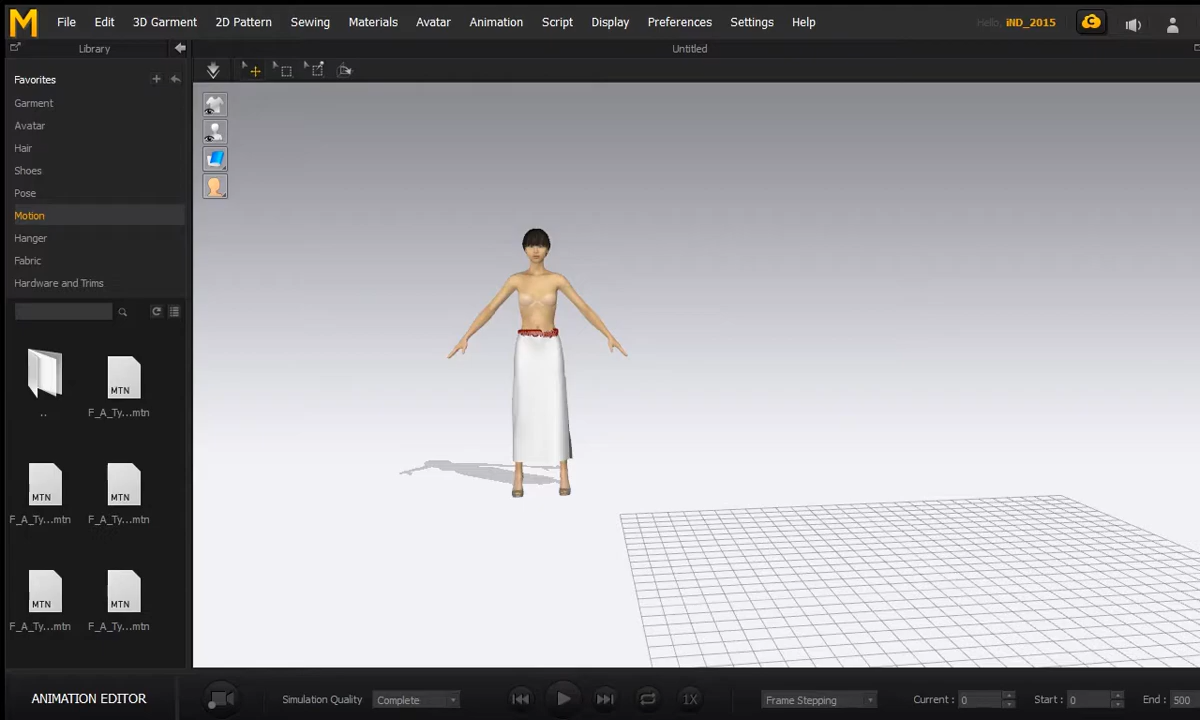 M File Edit 3D Garment 2D Pattern Sewing Materials Avatar Animation Script Display Preferences Settings Help Hello, iND_2015 C
Library Untitled
Favorites
Garment
Avatar
Hair
Shoes
Pose
Motion
Hanger
Fabric
Hardware and Trims
MTN
.. F_A_Ty...mtn
MTN MTN
F_A_Ty...mtn F_A_Ty...mtn
MTN MTN
F_A_Ty...mtn F_A_Ty...mtn
ANIMATION EDITOR Simulation Quality Complete 1X Frame Stepping Current : 0 Start : 0 End : 500